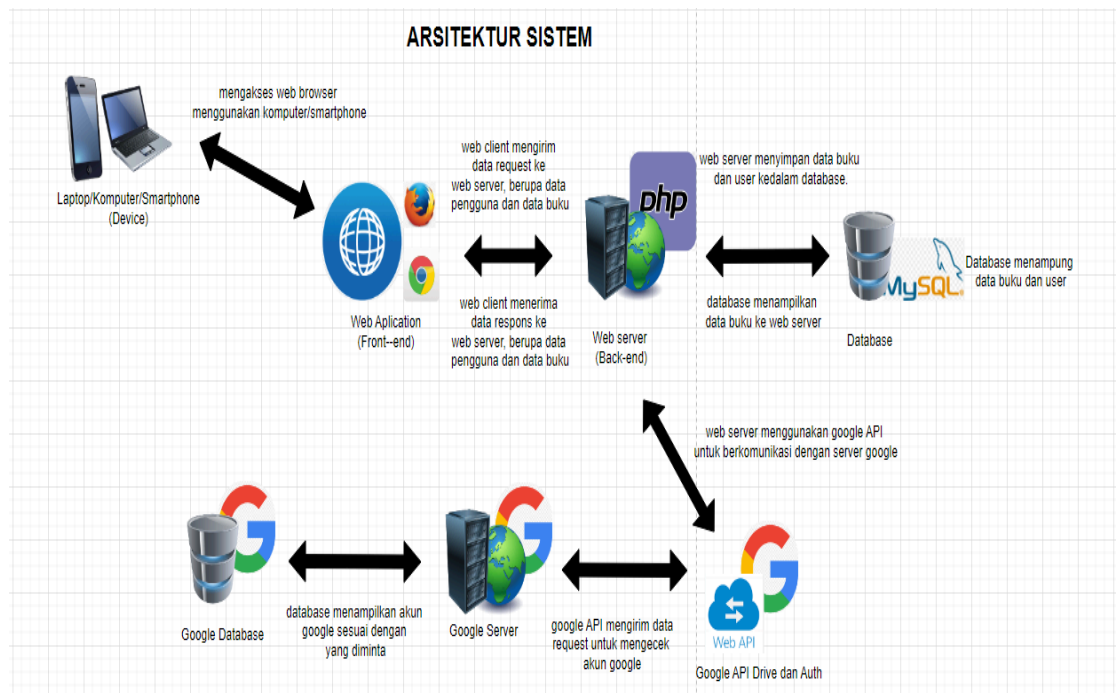 ARSITEKTUR SISTEM
mengakses web browser
menggunakan komputer/smartphone
Laptop/Komputer/Smartphone
(Device)
web client mengirim
data request ke
web server, berupa data
pengguna dan data buku
web client menerima
data respons ke
web server, berupa data
pengguna dan data buku
Web Aplication
(Front--end)
php
Web server
(Back-end)
web server menyimpan data buku
dan user kedalam database.
database menampilkan
data buku ke web server
MySQL
Database
Database menampung
data buku dan user
web server menggunakan google API
untuk berkomunikasi dengan server google
Google Database
database menampilkan akun
google sesuai dengan
yang diminta
Google Server
google API mengirim data
request untuk mengecek
akun google
G
G
G
Web API
Google API Drive dan Auth